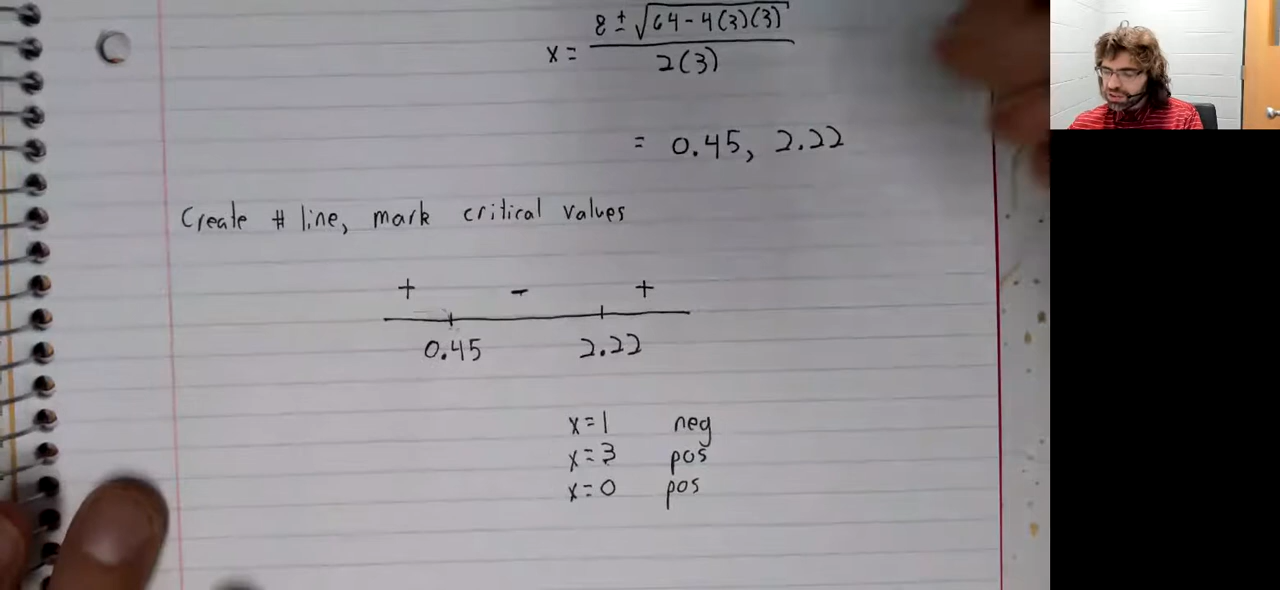 x = 8 ± √64 - 4(3)(3) / 2(3)
= 0.45, 2.22
Create # line, mark critical values
+ - +
0.45 2.22
x=1 neg
x=3 pos
x=0 pos